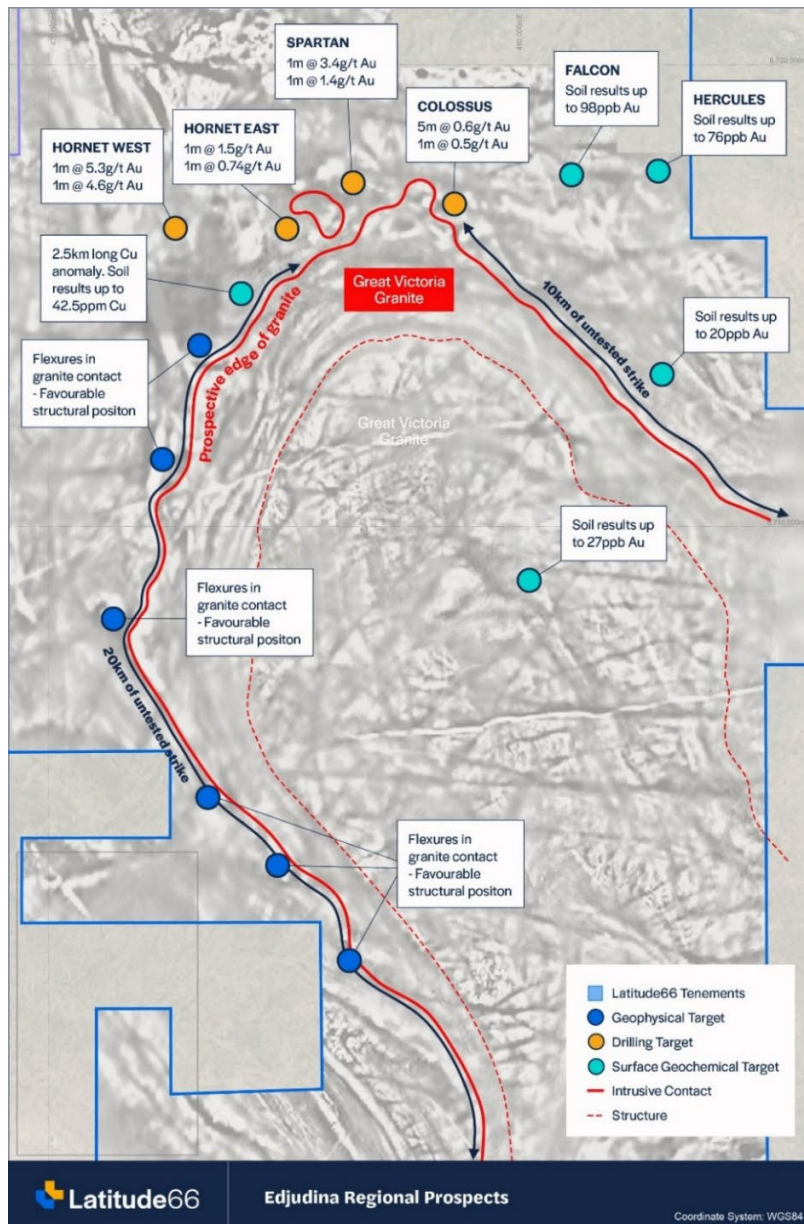 SPARTAN
1m @ 3.4g/t Au
1m @ 1.4g/t Au
FALCON
Soil results up
to 98ppb Au
HERCULES
Soil results up
to 76ppb Au
COLOSSUS
5m @ 0.6g/t Au
1m @ 0.5g/t Au
HORNET EAST
1m @ 1.5g/t Au
1m @ 0.74g/t Au
HORNET WEST
1m @ 5.3g/t Au
1m @ 4.6g/t Au
2.5km long Cu
anomaly. Soil
results up to
42.5ppm Cu
Great Victoria
Granite
10km of untested strike
Soil results up
to 20ppb Au
Prospective edge of granite
Flexures in
granite contact
- Favourable
structural positon
Great Victoria
Granite
Soil results up
to 27ppb Au
Flexures in
granite contact
- Favourable
structural positon
20km of untested strike
Flexures in
granite contact
- Favourable
structural positon
Latitude66 Tenements
Geophysical Target
Drilling Target
Surface Geochemical Target
Intrusive Contact
Structure
Latitude66
Edjudina Regional Prospects
Coordinate System: WGS84